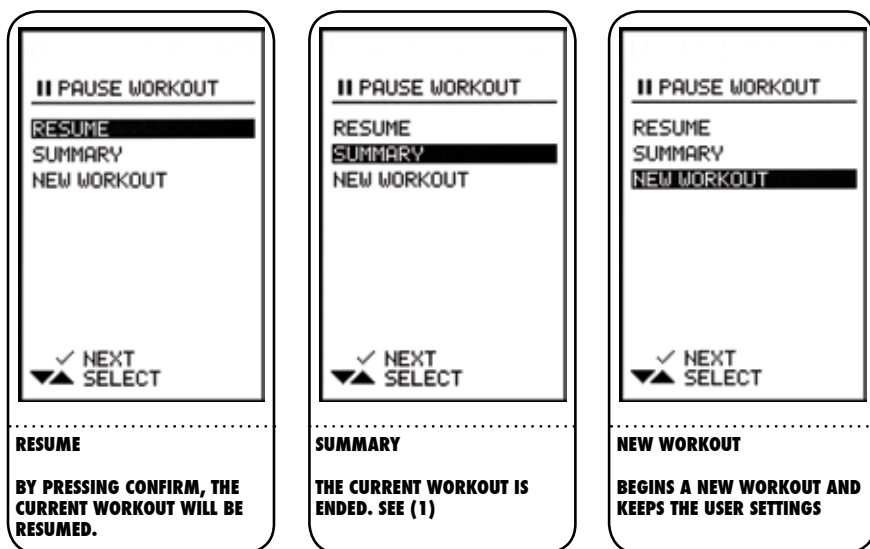 II PAUSE WORKOUT
RESUME
SUMMARY
NEW WORKOUT
✓ NEXT
▼▲ SELECT
RESUME
BY PRESSING CONFIRM, THE
CURRENT WORKOUT WILL BE
RESUMED.
II PAUSE WORKOUT
RESUME
SUMMARY
NEW WORKOUT
✓ NEXT
▼▲ SELECT
SUMMARY
THE CURRENT WORKOUT IS
ENDED. SEE (1)
II PAUSE WORKOUT
RESUME
SUMMARY
NEW WORKOUT
✓ NEXT
▼▲ SELECT
NEW WORKOUT
BEGINS A NEW WORKOUT AND
KEEPS THE USER SETTINGS